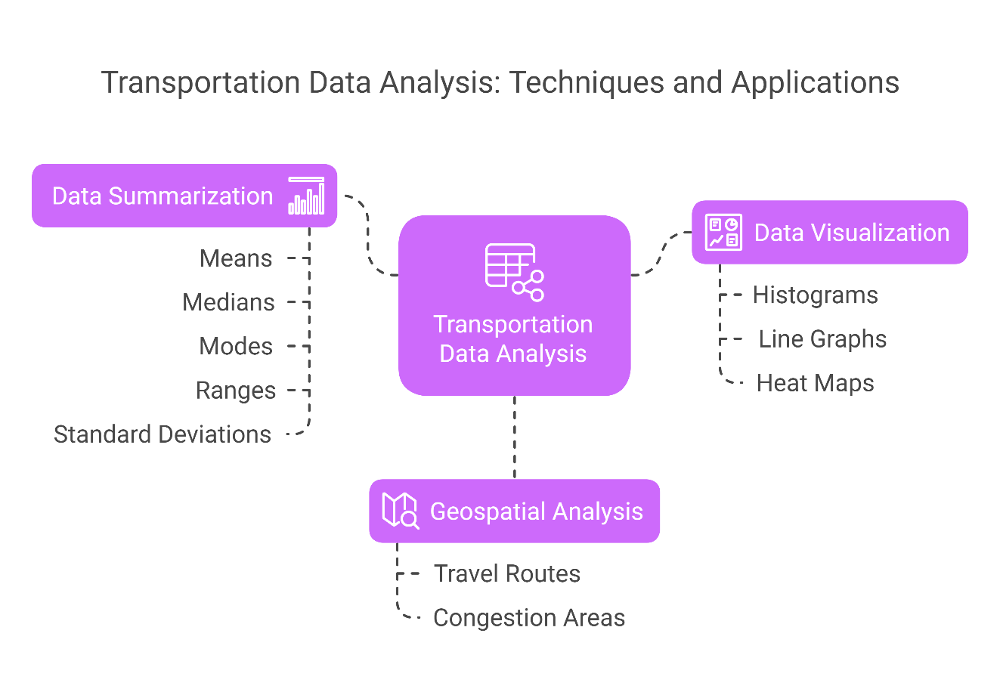 Transportation Data Analysis: Techniques and Applications
Data Summarization
Means
Medians
Modes
Ranges
Standard Deviations
Transportation
Data Analysis
Data Visualization
Histograms
Line Graphs
Heat Maps
Geospatial Analysis
Travel Routes
Congestion Areas